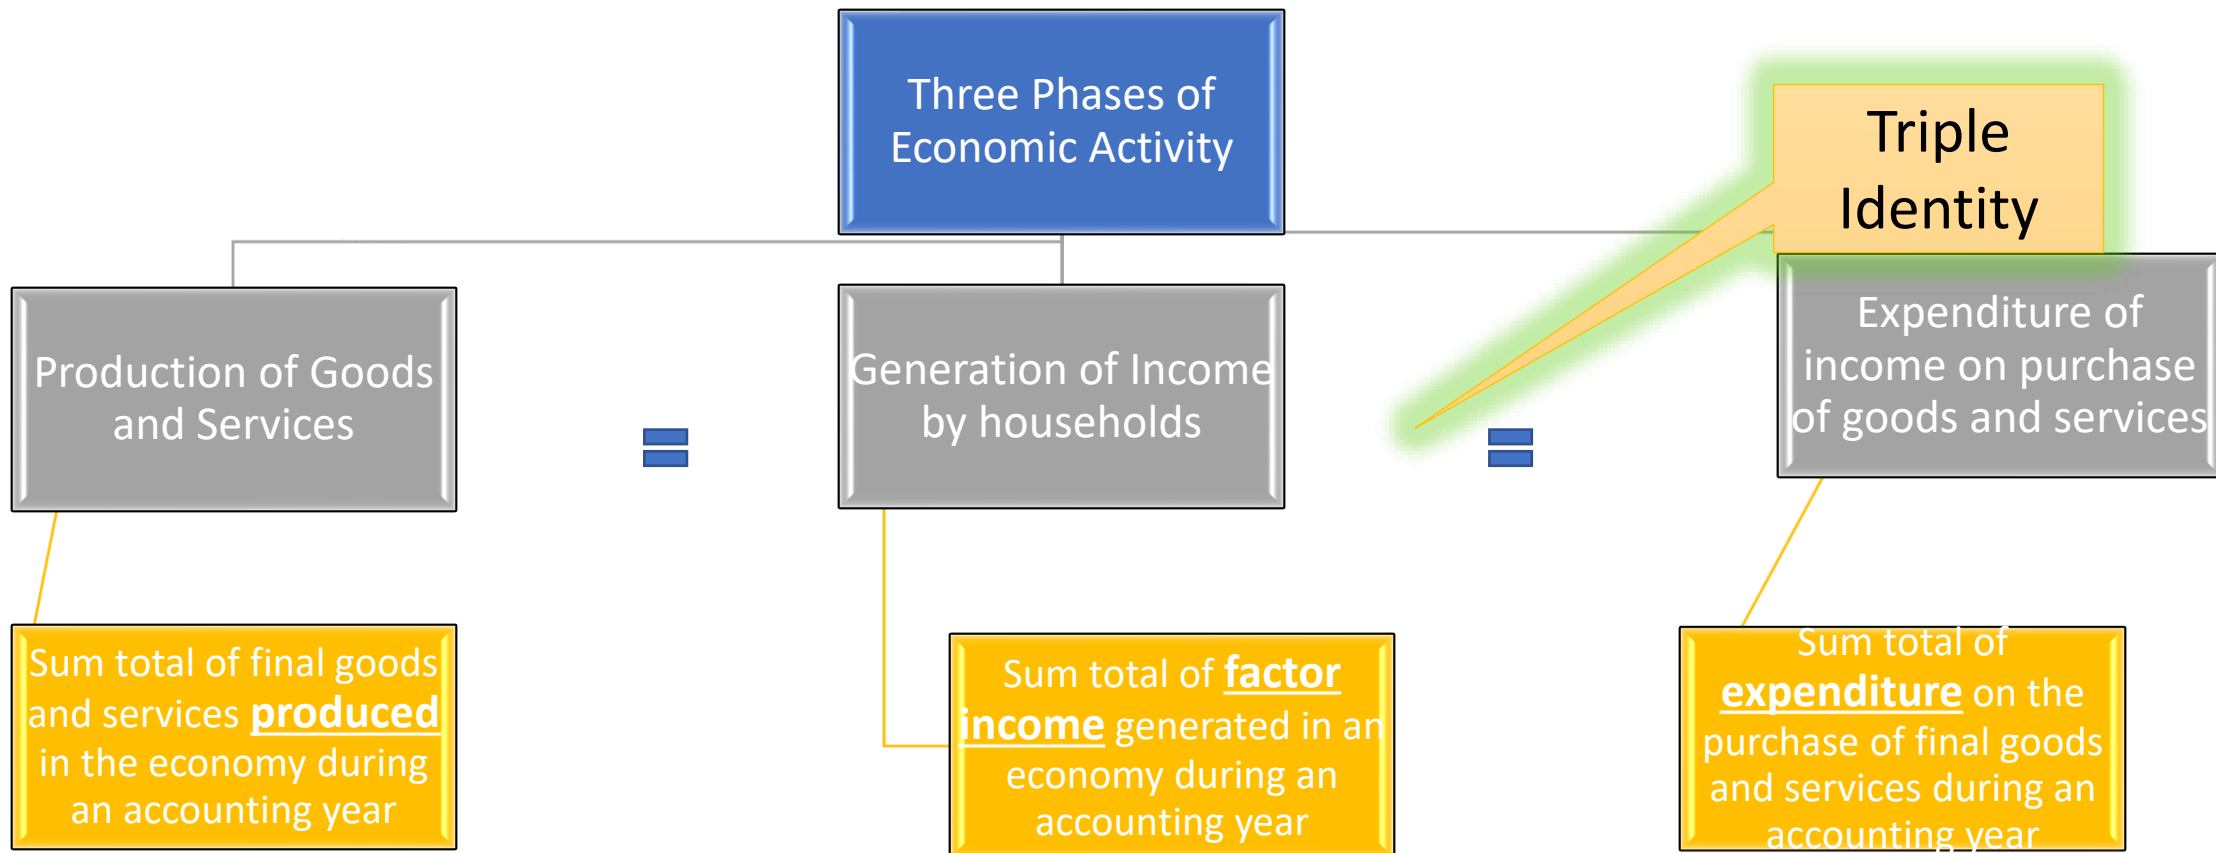 Three Phases of
Economic Activity
Triple
Identity
Production of Goods
and Services
Generation of Income
by households
Expenditure of
income on purchase
of goods and services
Sum total of final goods
and services produced
in the economy during
an accounting year
Sum total of factor
income generated in an
economy during an
accounting year
Sum total of
expenditure on the
purchase of final goods
and services during an
accounting year